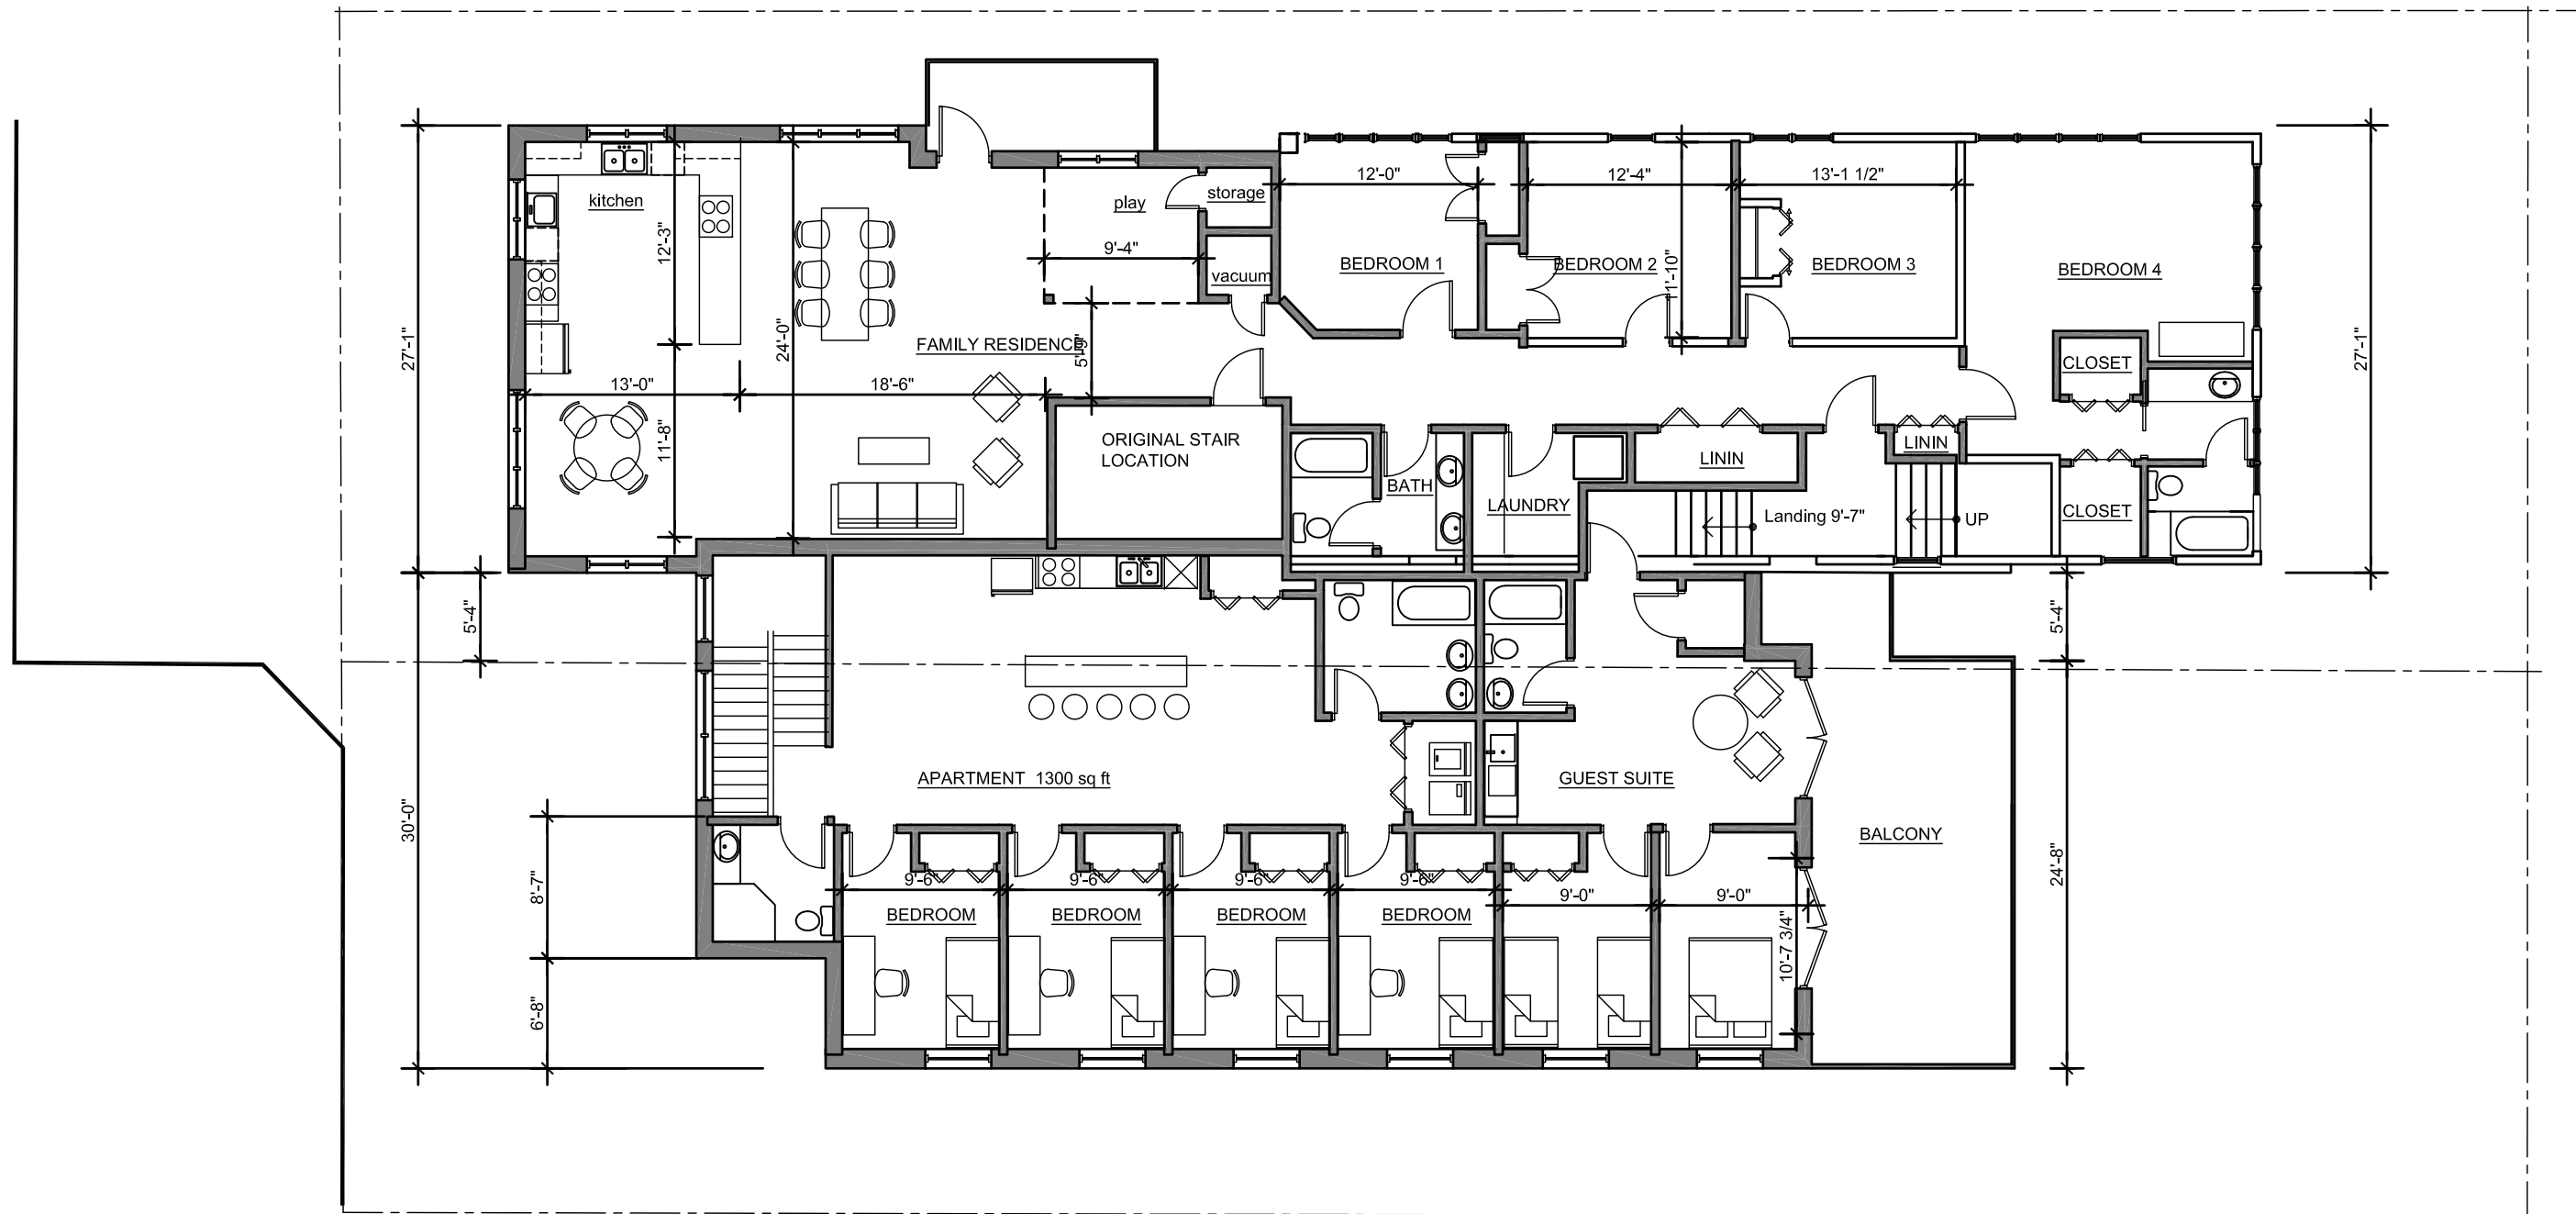 12'-0"
12'-4"
13'-1 1/2"
kitchen
play
storage
12'-3"
9'-4"
vacuum
BEDROOM 1
BEDROOM 2
11'-10"
BEDROOM 3
BEDROOM 4
27'-1"
24'-0"
FAMILY RESIDENCE
5'-9"
27'-1"
CLOSET
13'-0"
18'-6"
11'-8"
ORIGINAL STAIR
LOCATION
LININ
LININ
BATH
LAUNDRY
Landing 9'-7"
UP
CLOSET
5'-4"
5'-4"
APARTMENT  1300 sq ft
GUEST SUITE
30'-0"
BALCONY
24'-8"
8'-7"
9'-6"
9'-6"
9'-6"
9'-6"
9'-0"
9'-0"
BEDROOM
BEDROOM
BEDROOM
BEDROOM
10'-7 3/4"
6'-8"